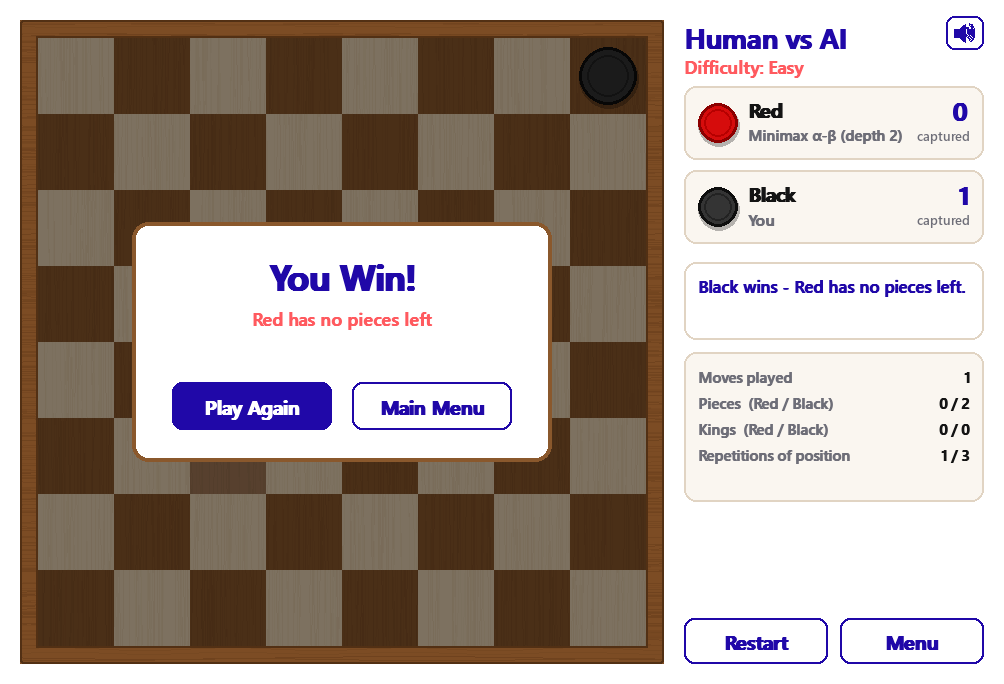 Human vs AI
Difficulty: Easy
Red
0
Minimax α-β (depth 2)
captured
Black
1
You
captured
You Win!
Red has no pieces left
Play Again
Main Menu
Black wins - Red has no pieces left.
Moves played 1
Pieces (Red / Black) 0 / 2
Kings (Red / Black) 0 / 0
Repetitions of position 1 / 3
Restart
Menu